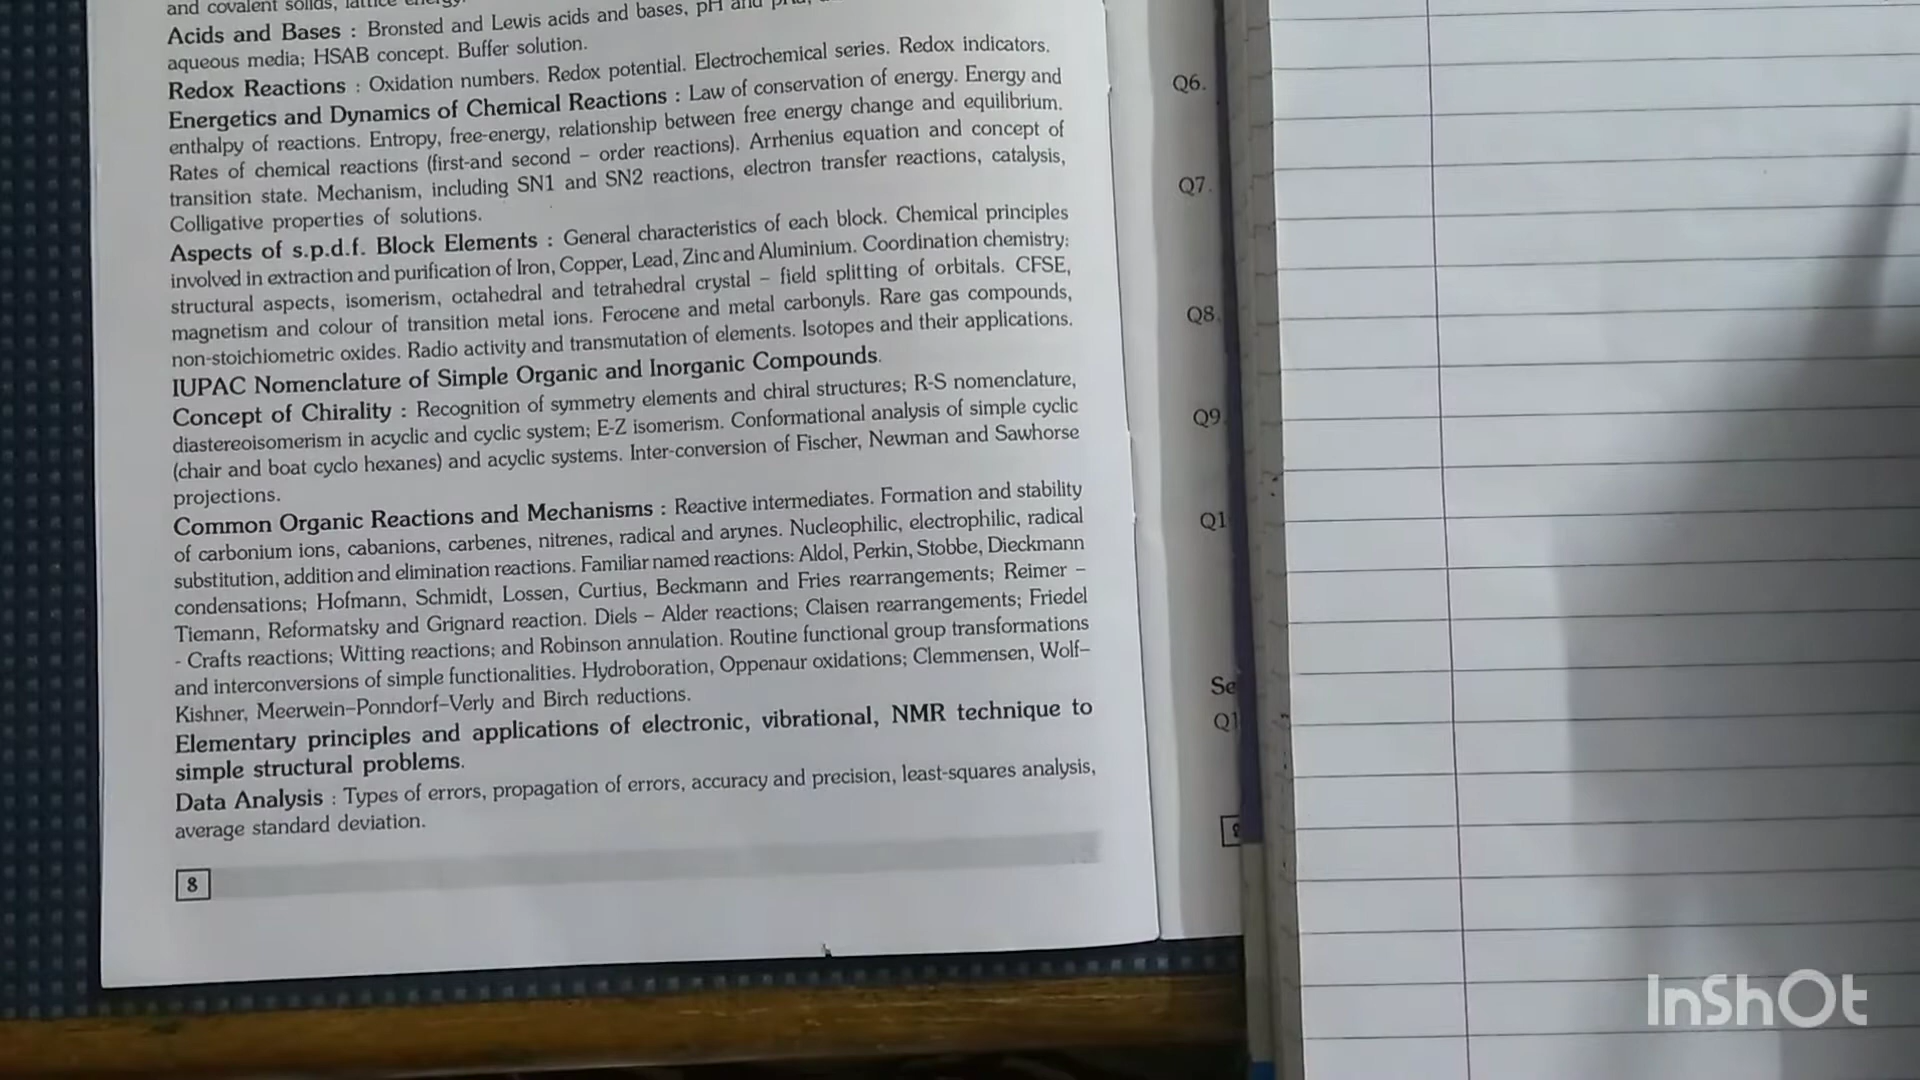 and covalent solids, lattice energy.
Acids and Bases : Bronsted and Lewis acids and bases, pH and
aqueous media; HSAB concept. Buffer solution.
Redox Reactions : Oxidation numbers. Redox potential. Electrochemical series. Redox indicators.
Energetics and Dynamics of Chemical Reactions : Law of conservation of energy. Energy and
enthalpy of reactions. Entropy, free-energy, relationship between free energy change and equilibrium.
Rates of chemical reactions (first-and second – order reactions). Arrhenius equation and concept of
transition state. Mechanism, including SN1 and SN2 reactions, electron transfer reactions, catalysis,
Colligative properties of solutions.
Aspects of s.p.d.f. Block Elements : General characteristics of each block. Chemical principles
involved in extraction and purification of Iron, Copper, Lead, Zinc and Aluminium. Coordination chemistry:
structural aspects, isomerism, octahedral and tetrahedral crystal – field splitting of orbitals. CFSE,
magnetism and colour of transition metal ions. Ferocene and metal carbonyls. Rare gas compounds,
non-stoichiometric oxides. Radio activity and transmutation of elements. Isotopes and their applications.
IUPAC Nomenclature of Simple Organic and Inorganic Compounds.
Concept of Chirality : Recognition of symmetry elements and chiral structures; R-S nomenclature,
diastereoisomerism in acyclic and cyclic system; E-Z isomerism. Conformational analysis of simple cyclic
(chair and boat cyclo hexanes) and acyclic systems. Inter-conversion of Fischer, Newman and Sawhorse
projections.
Common Organic Reactions and Mechanisms : Reactive intermediates. Formation and stability
of carbonium ions, cabanions, carbenes, nitrenes, radical and arynes. Nucleophilic, electrophilic, radical
substitution, addition and elimination reactions. Familiar named reactions: Aldol, Perkin, Stobbe, Dieckmann
condensations; Hofmann, Schmidt, Lossen, Curtius, Beckmann and Fries rearrangements; Reimer –
Tiemann, Reformatsky and Grignard reaction. Diels – Alder reactions; Claisen rearrangements; Friedel
- Crafts reactions; Witting reactions; and Robinson annulation. Routine functional group transformations
and interconversions of simple functionalities. Hydroboration, Oppenaur oxidations; Clemmensen, Wolf–
Kishner, Meerwein–Ponndorf–Verly and Birch reductions.
Elementary principles and applications of electronic, vibrational, NMR technique to
simple structural problems.
Data Analysis : Types of errors, propagation of errors, accuracy and precision, least-squares analysis,
average standard deviation.
8
Q6.
Q7.
Q8.
Q9
Q1
Se
Q1
InShOt